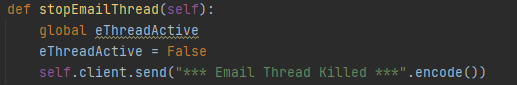 def stopEmailThread(self):
    global eThreadActive
    eThreadActive = False
    self.client.send("*** Email Thread Killed ***".encode())